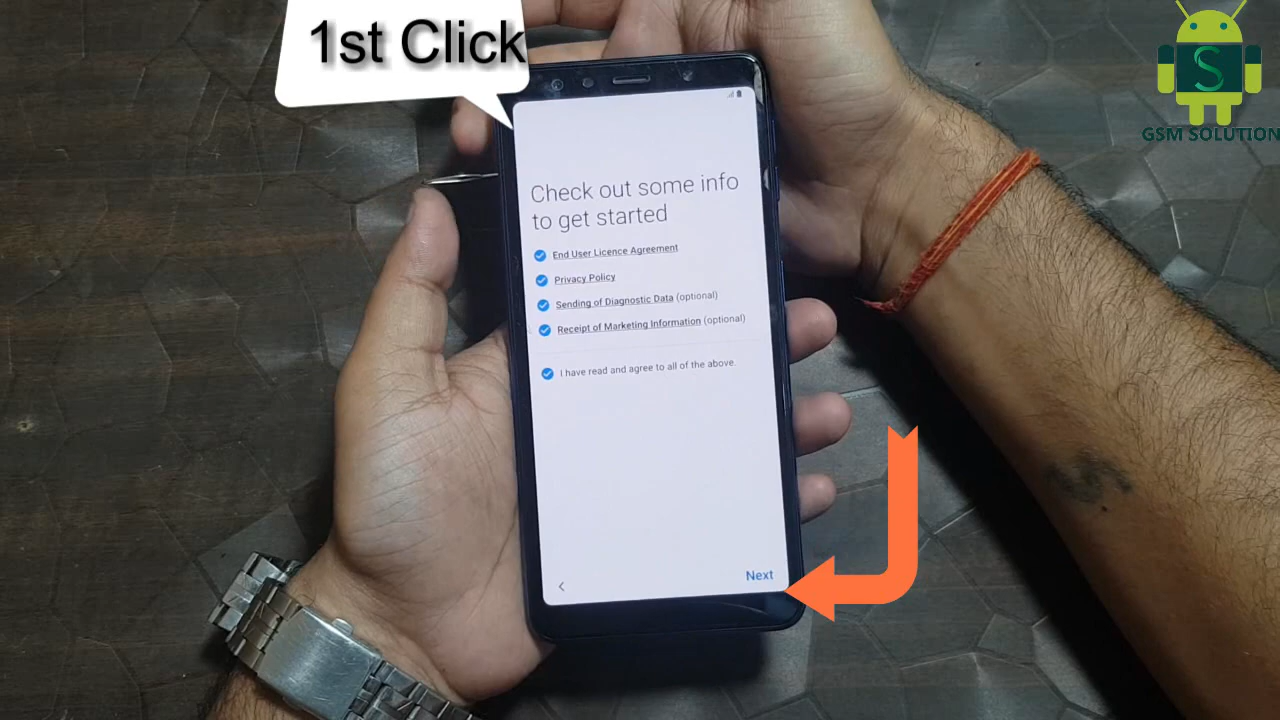 1st Click
S
GSM SOLUTION
Check out some info
to get started
End User Licence Agreement
Privacy Policy
Sending of Diagnostic Data (optional)
Receipt of Marketing Information (optional)
I have read and agree to all of the above.
<
Next